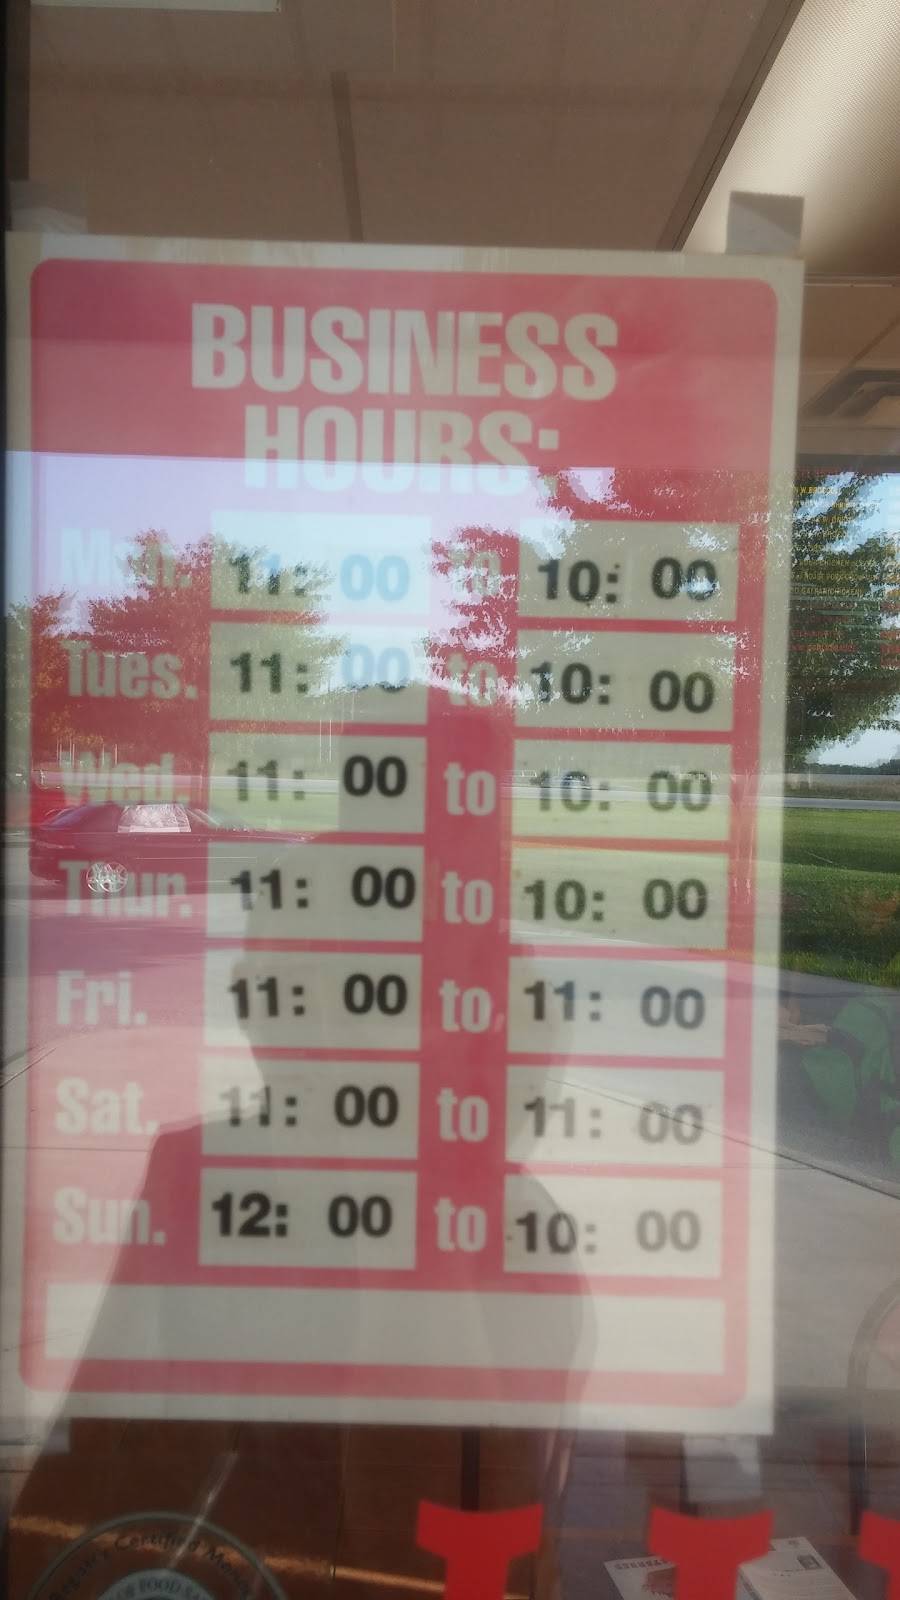 BUSINESS
HOURS:
Mon. 11: 00 to 10: 00
Tues. 11: 00 to 10: 00
Wed. 11: 00 to 10: 00
Thur. 11: 00 to 10: 00
Fri. 11: 00 to 11: 00
Sat. 11: 00 to 11: 00
Sun. 12: 00 to 10: 00
Certified